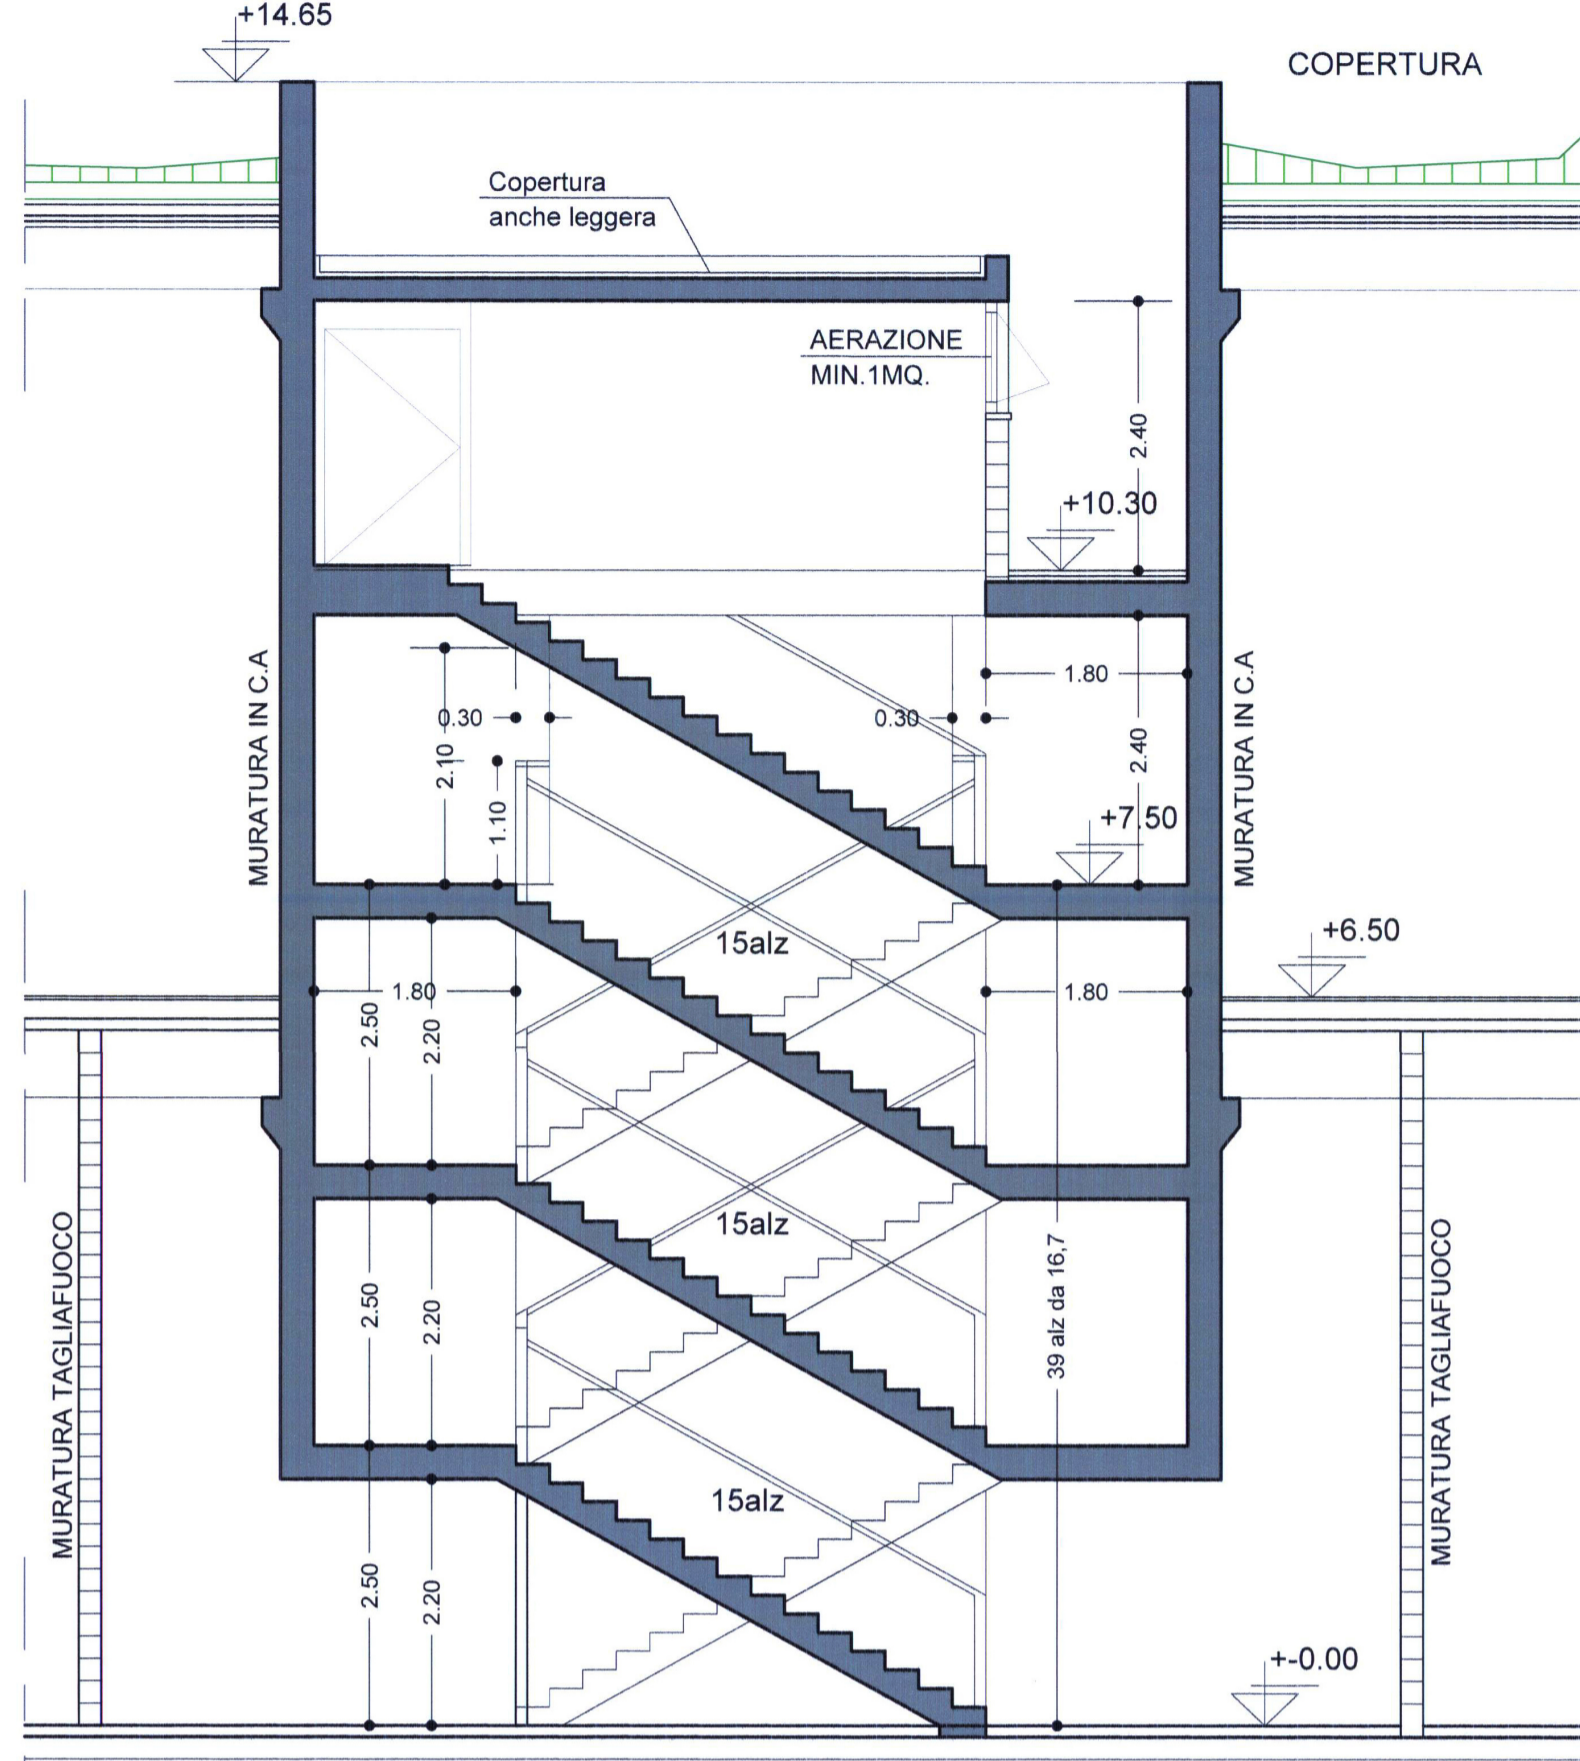 +14.65
COPERTURA
Copertura
anche leggera
AERAZIONE
MIN.1MQ.
2.40
+10.30
MURATURA IN C.A
MURATURA IN C.A
1.80
0.30
0.30
2.10
2.40
1.10
+7.50
15alz
+6.50
1.80
1.80
2.50
2.20
MURATURA TAGLIAFUOCO
MURATURA TAGLIAFUOCO
15alz
39 alz da 16,7
2.50
2.20
15alz
2.50
2.20
+-0.00